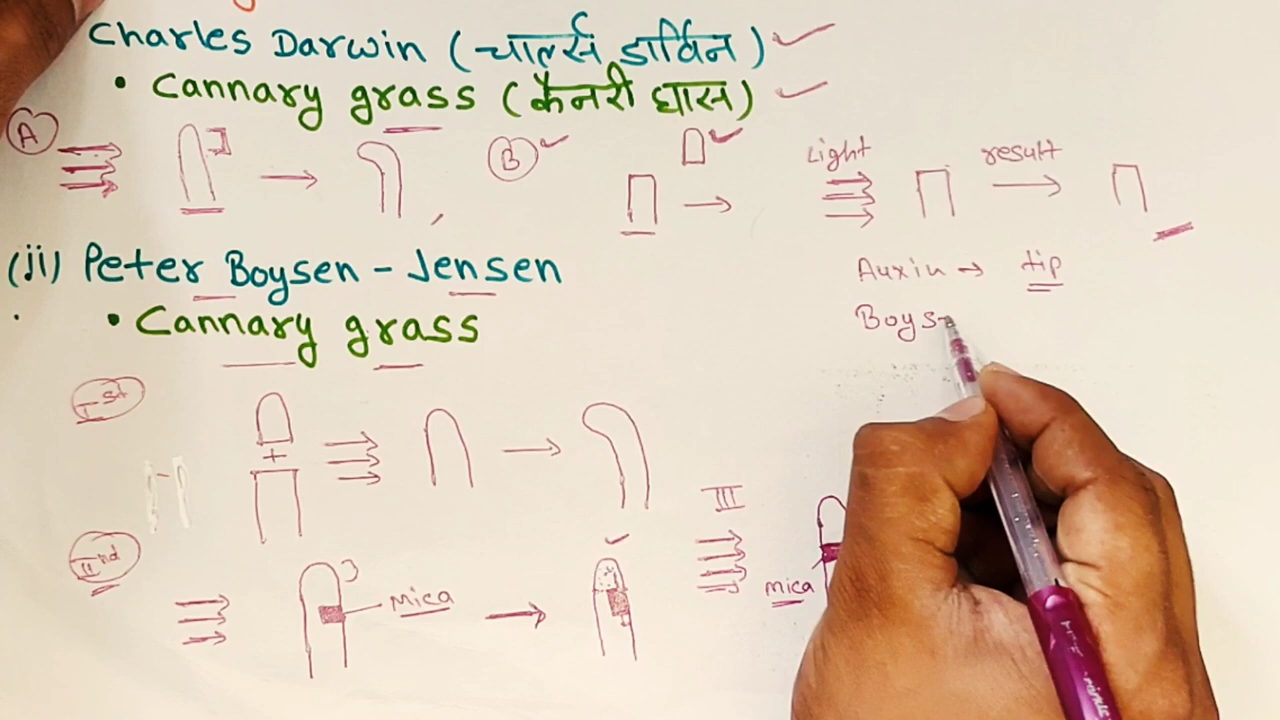 Charles Darwin (चार्ल्स डार्विन)
• Cannary grass (कैनरी घास)
A
B
Light
result
(ii) Peter Boysen - Jensen
Auxin → tip
• Cannary grass
Boys
Ist
+
IInd
Mica
III
Mica